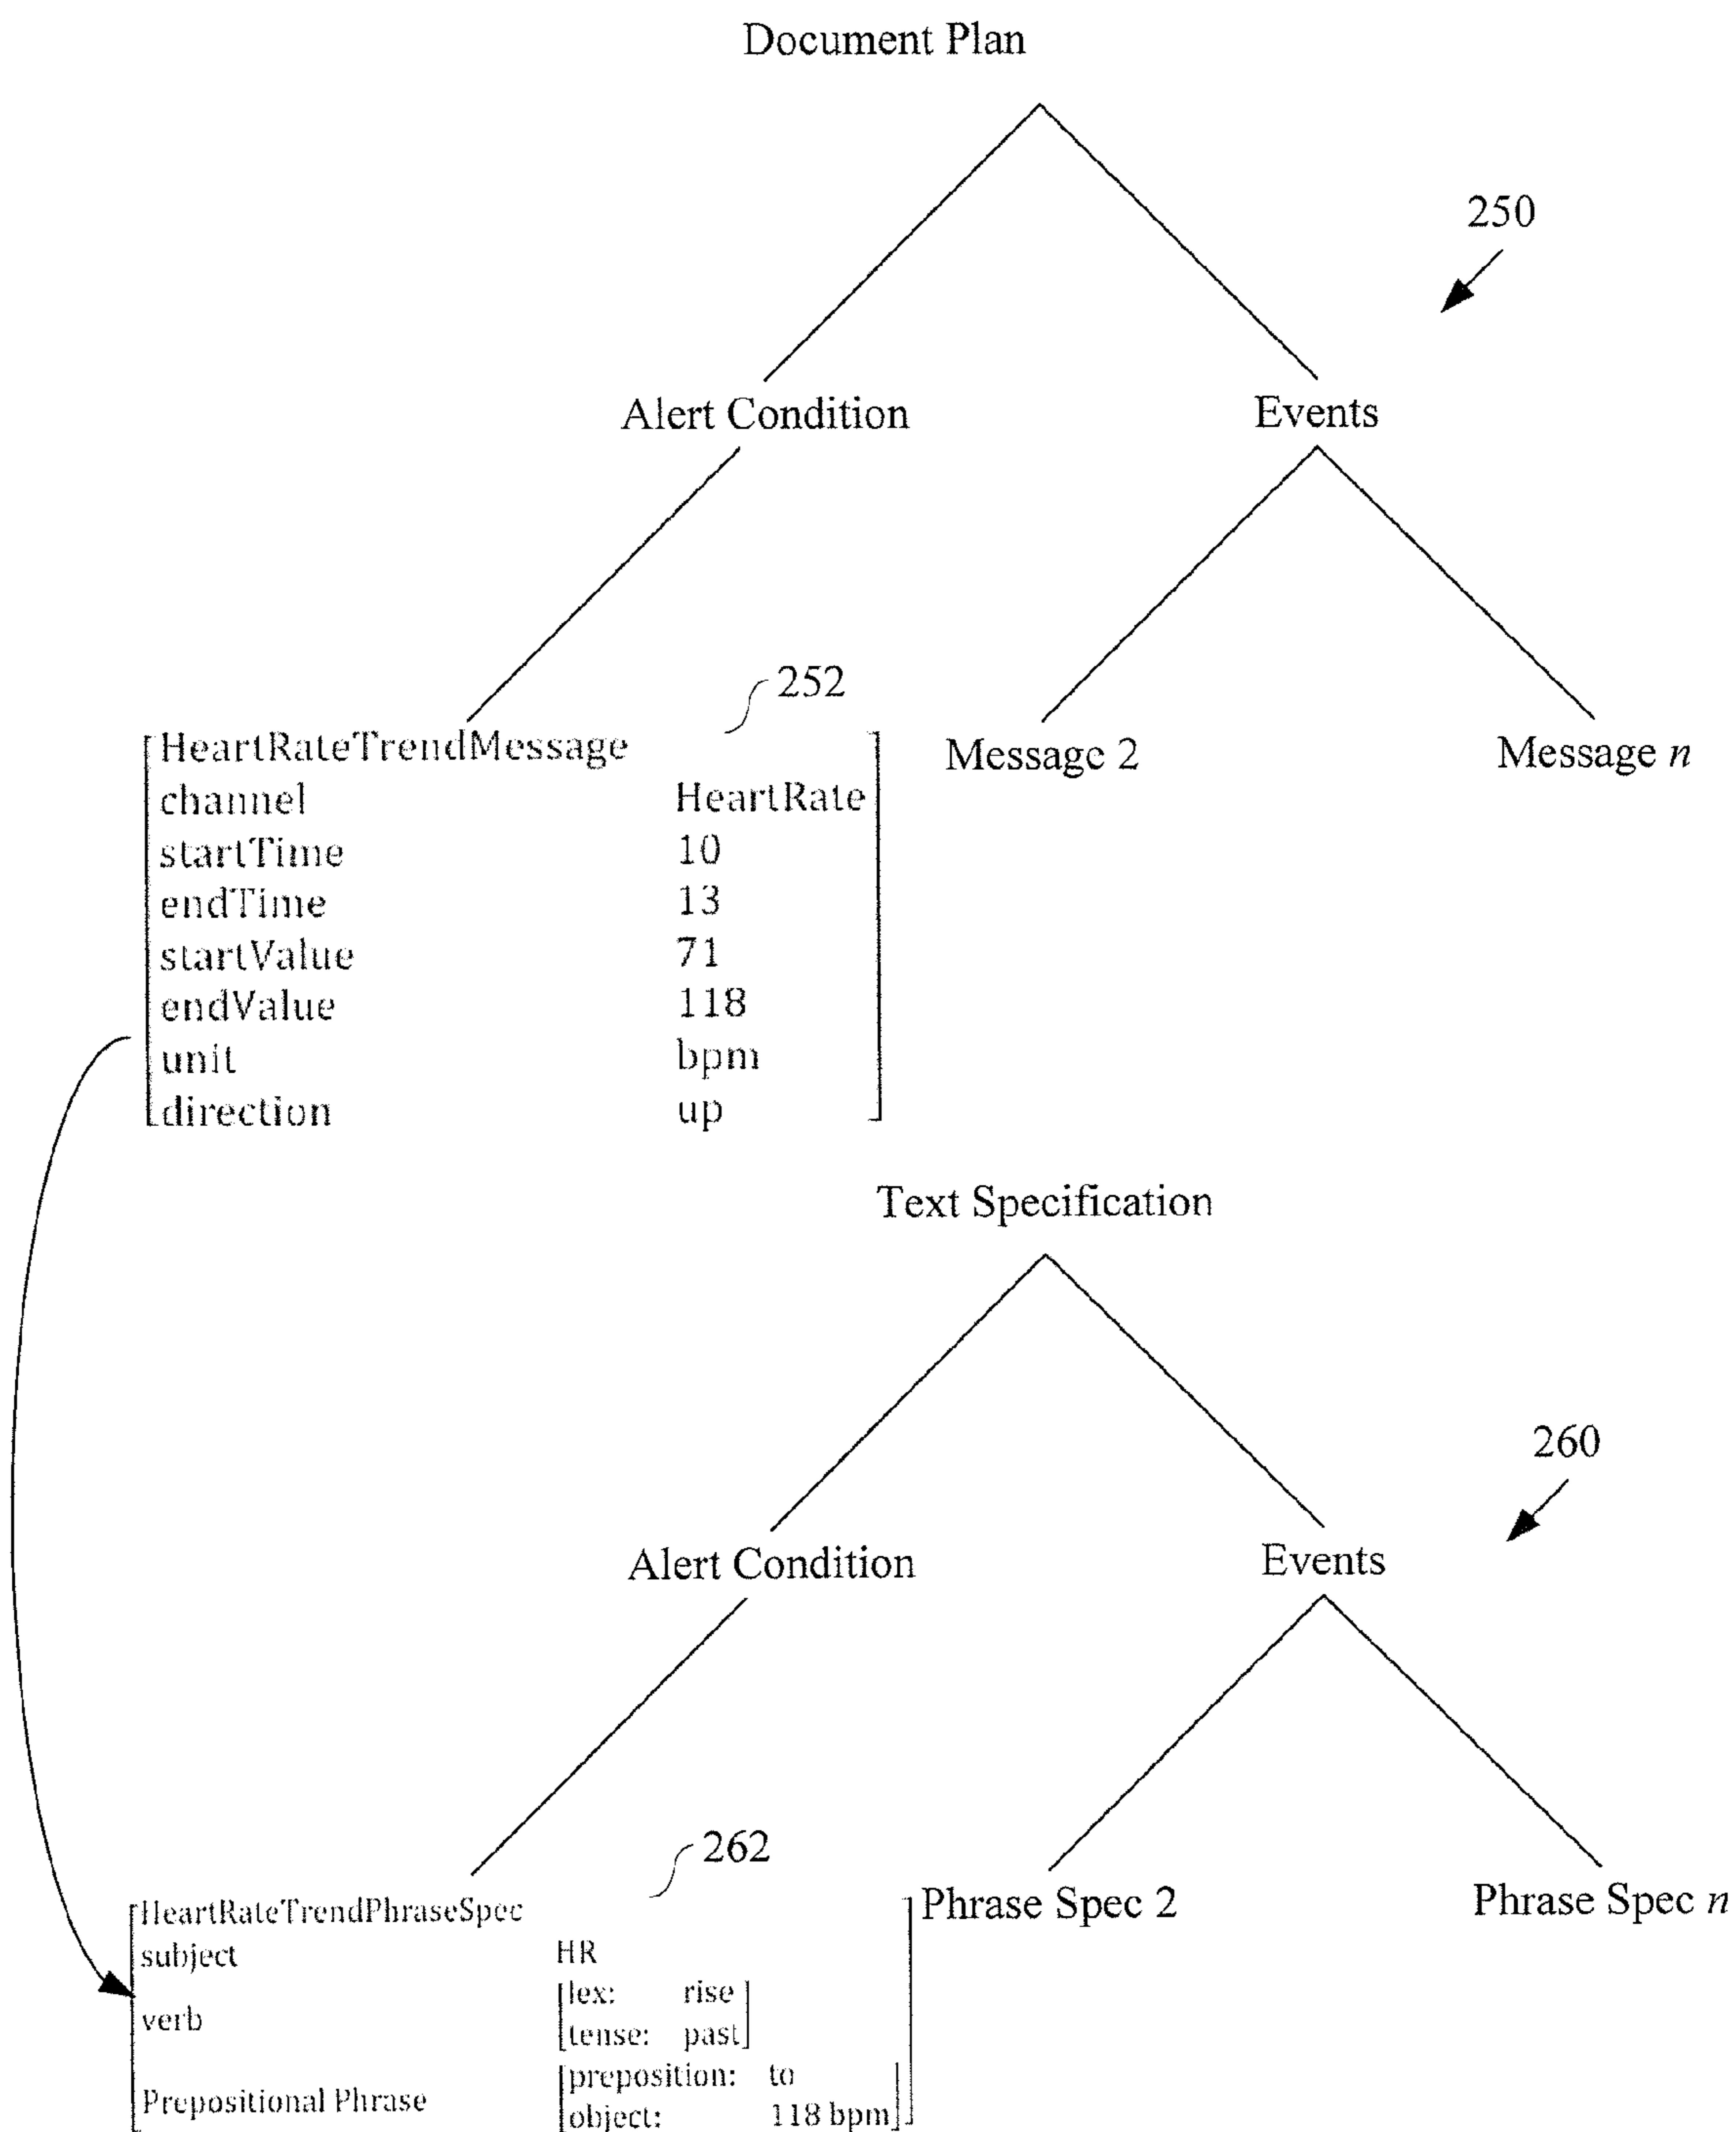 Document Plan
250
Alert Condition Events
252
HeartRateTrendMessage Message 2 Message n
channel HeartRate
startTime 10
endTime 13
startValue 71
endValue 118
unit bpm
direction up
Text Specification
260
Alert Condition Events
262
HeartRateTrendPhraseSpec Phrase Spec 2 Phrase Spec n
subject HR
lex: rise
verb
tense: past
preposition: to
Prepositional Phrase
object: 118 bpm